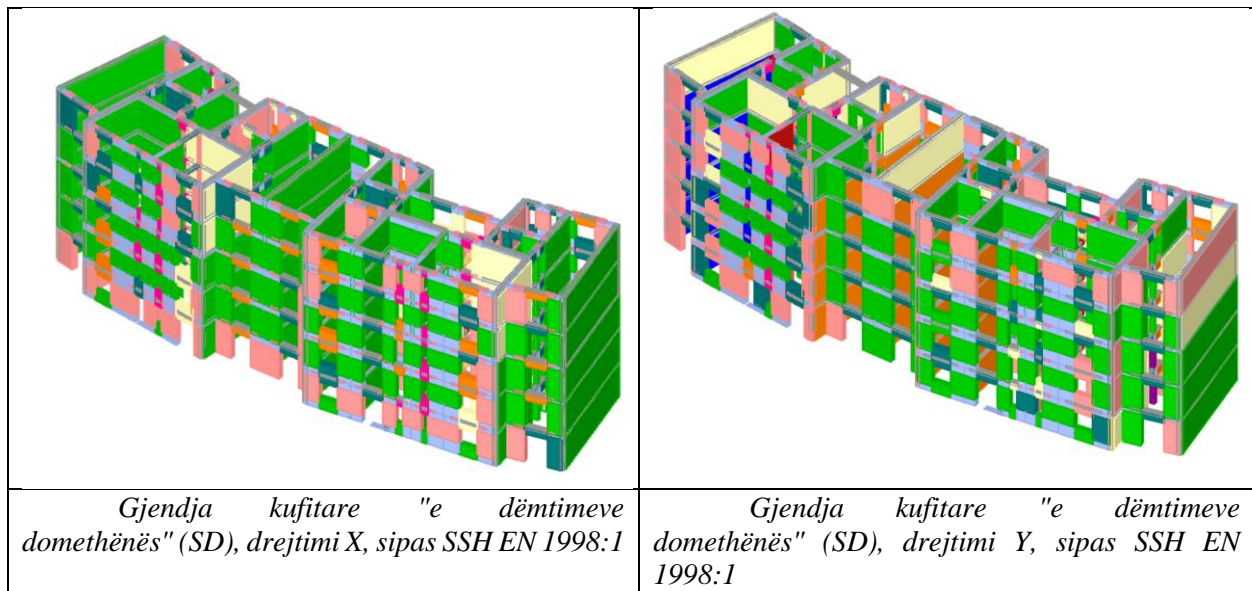 Gjendja kufitare "e dëmtimeve
domethënës" (SD), drejtimi X, sipas SSH EN 1998:1
Gjendja kufitare "e dëmtimeve
domethënës" (SD), drejtimi Y, sipas SSH EN
1998:1